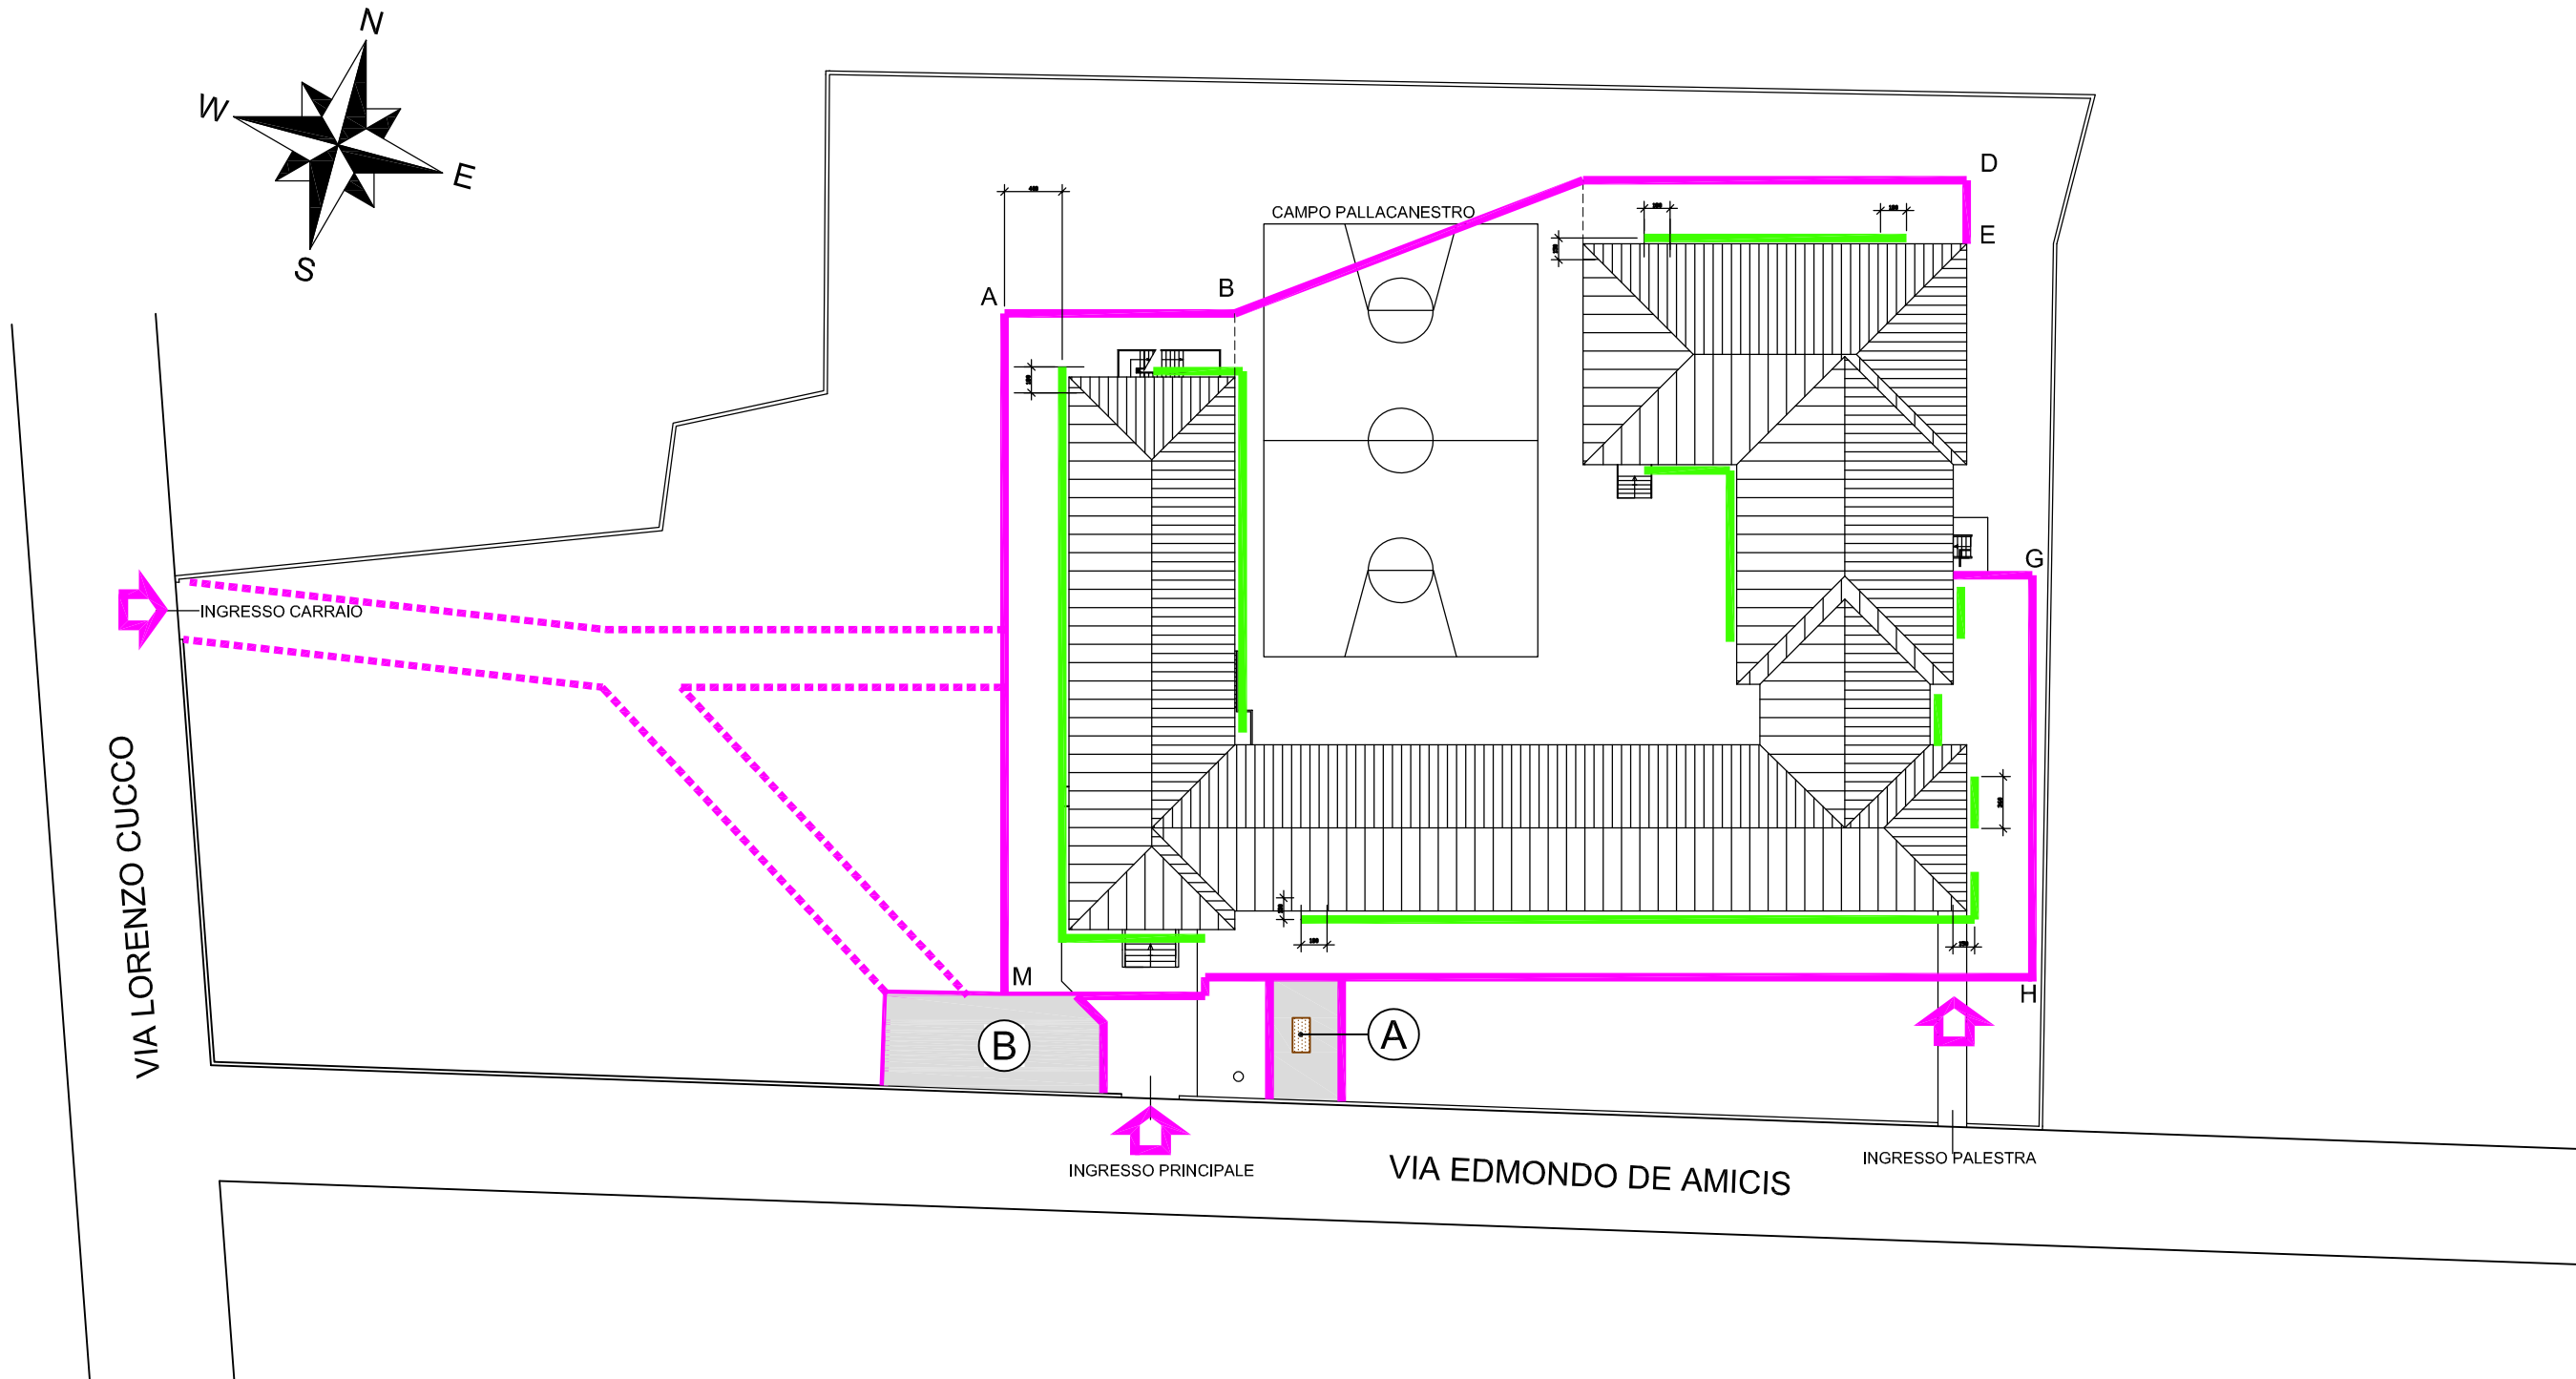 N
W
E
S
D
CAMPO PALLACANESTRO
E
B
A
F
G
INGRESSO CARRAIO
VIA LORENZO CUCCO
M
H
B
A
INGRESSO PRINCIPALE
VIA EDMONDO DE AMICIS
INGRESSO PALESTRA